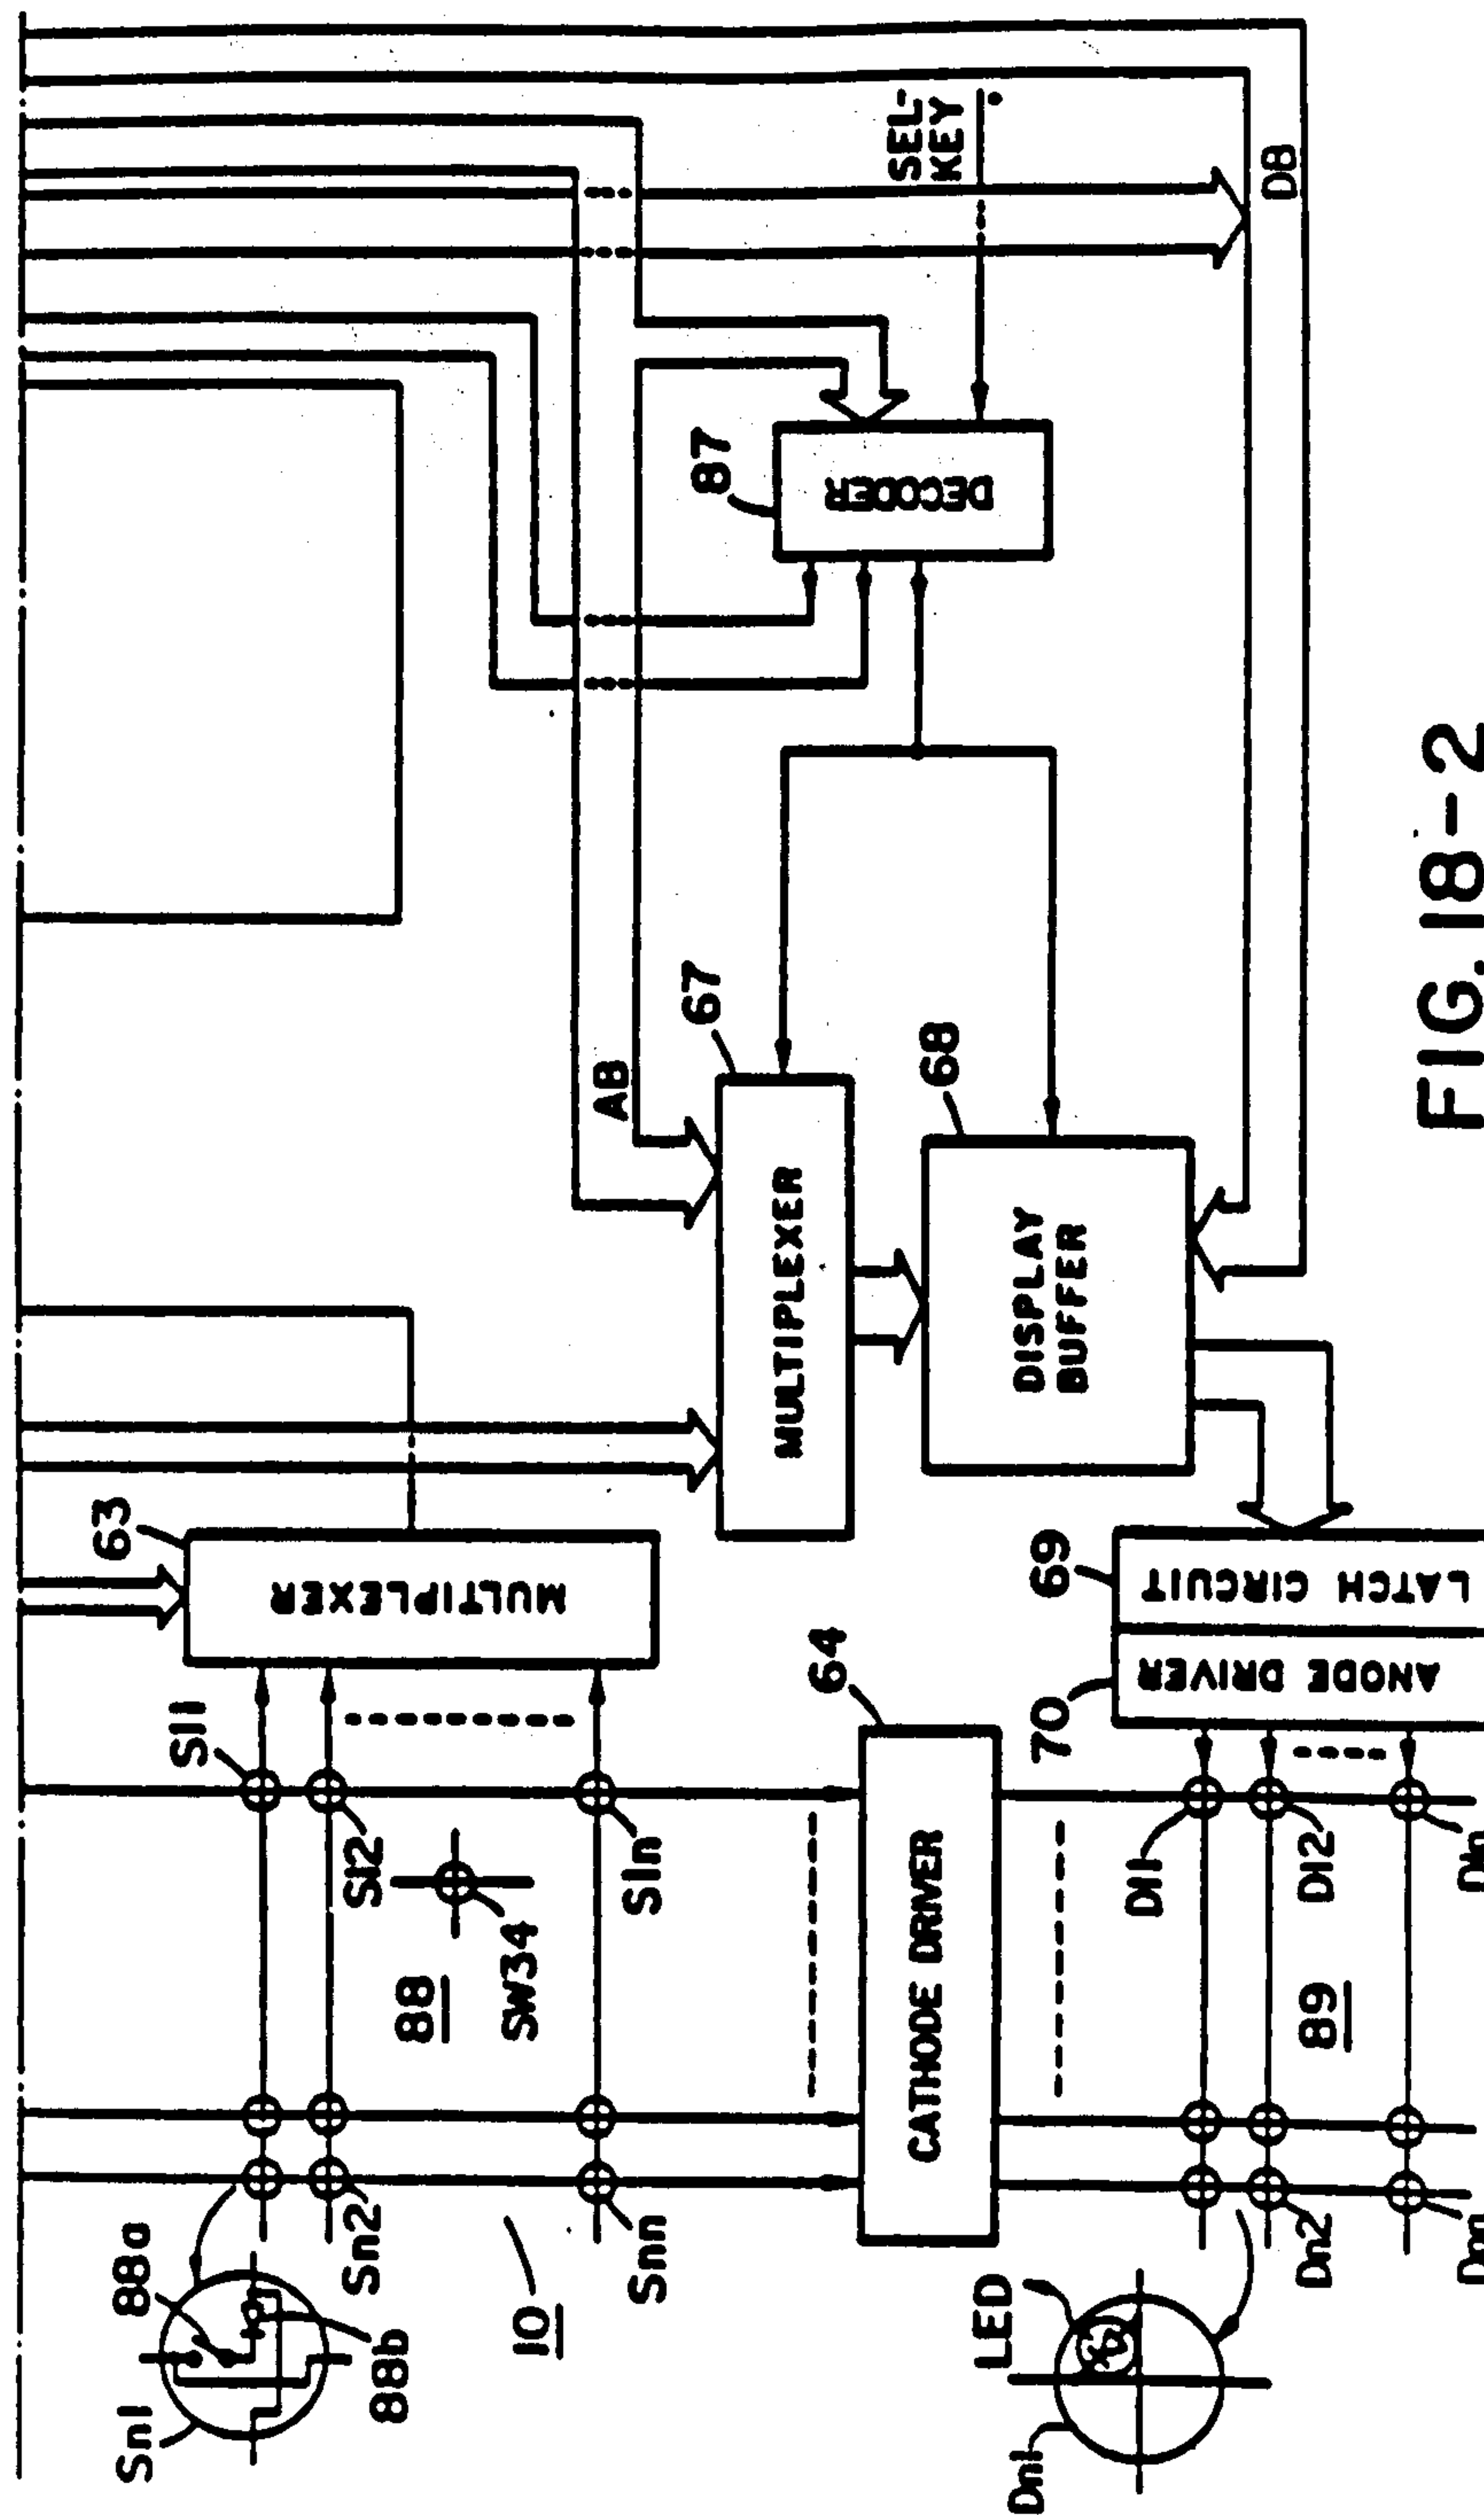 Sn1
88a
88b
Sn2
10
Snn
S11
S12
88
SW34
S1n
63
MULTIPLEXER
64
CATHODE DRIVER
LED
Dn1
Dn2
D11
D12
89
70
ANODE DRIVER
69
LATCH CIRCUIT
AB
67
MULTIPLEXER
68
DISPLAY
BUFFER
87
DECODER
SEL-
KEY
DB
FIG. 18-2